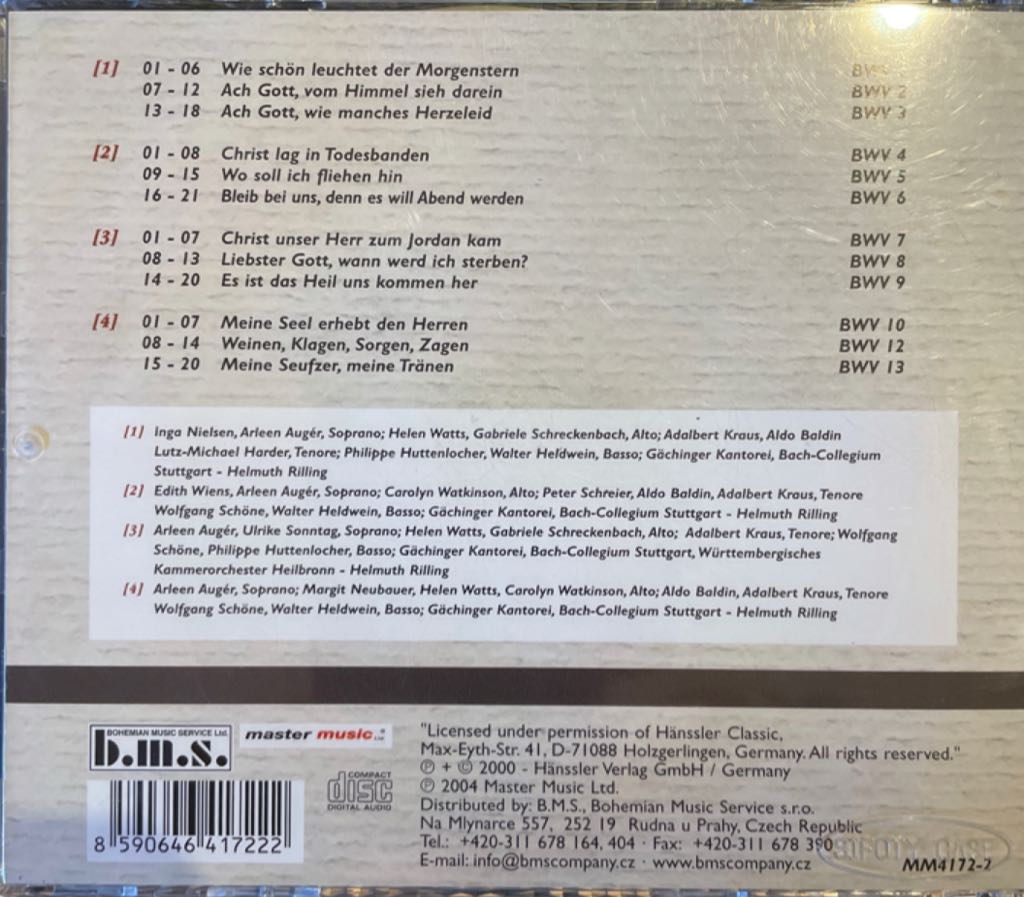 [1] 01 - 06 Wie schön leuchtet der Morgenstern BWV
07 - 12 Ach Gott, vom Himmel sieh darein BWV 2
13 - 18 Ach Gott, wie manches Herzeleid BWV 3
[2] 01 - 08 Christ lag in Todesbanden BWV 4
09 - 15 Wo soll ich fliehen hin BWV 5
16 - 21 Bleib bei uns, denn es will Abend werden BWV 6
[3] 01 - 07 Christ unser Herr zum Jordan kam BWV 7
08 - 13 Liebster Gott, wann werd ich sterben? BWV 8
14 - 20 Es ist das Heil uns kommen her BWV 9
[4] 01 - 07 Meine Seel erhebt den Herren BWV 10
08 - 14 Weinen, Klagen, Sorgen, Zagen BWV 12
15 - 20 Meine Seufzer, meine Tränen BWV 13
[1] Inga Nielsen, Arleen Augér, Soprano; Helen Watts, Gabriele Schreckenbach, Alto; Adalbert Kraus, Aldo Baldin
Lutz-Michael Harder, Tenore; Philippe Huttenlocher, Walter Heldwein, Basso; Gächinger Kantorei, Bach-Collegium
Stuttgart - Helmuth Rilling
[2] Edith Wiens, Arleen Augér, Soprano; Carolyn Watkinson, Alto; Peter Schreier, Aldo Baldin, Adalbert Kraus, Tenore
Wolfgang Schöne, Walter Heldwein, Basso; Gächinger Kantorei, Bach-Collegium Stuttgart - Helmuth Rilling
[3] Arleen Augér, Ulrike Sonntag, Soprano; Helen Watts, Gabriele Schreckenbach, Alto; Adalbert Kraus, Tenore; Wolfgang
Schöne, Philippe Huttenlocher, Basso; Gächinger Kantorei, Bach-Collegium Stuttgart, Württembergisches
Kammerorchester Heilbronn - Helmuth Rilling
[4] Arleen Augér, Soprano; Margit Neubauer, Helen Watts, Carolyn Watkinson, Alto; Aldo Baldin, Adalbert Kraus, Tenore
Wolfgang Schöne, Walter Heldwein, Basso; Gächinger Kantorei, Bach-Collegium Stuttgart - Helmuth Rilling
BOHEMIAN MUSIC SERVICE Ltd.
b.m.s.
master music Ltd.
COMPACT
disc
DIGITAL AUDIO
8 590646 417222
"Licensed under permission of Hänssler Classic,
Max-Eyth-Str. 41, D-71088 Holzgerlingen, Germany. All rights reserved."
℗ + © 2000 - Hänssler Verlag GmbH / Germany
℗ 2004 Master Music Ltd.
Distributed by: B.M.S., Bohemian Music Service s.r.o.
Na Mlynarce 557, 252 19 Rudna u Prahy, Czech Republic
Tel.: +420-311 678 164, 404 · Fax: +420-311 678 390
E-mail: info@bmscompany.cz · www.bmscompany.cz
MM4172-2